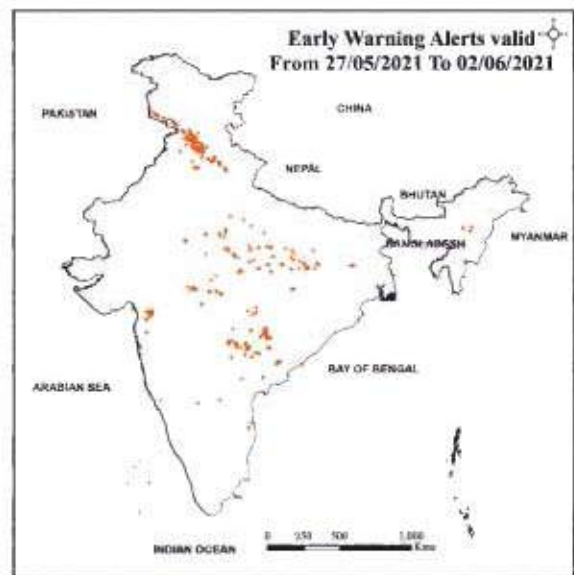 Early Warning Alerts valid
From 27/05/2021 To 02/06/2021
PAKISTAN
CHINA
NEPAL
BHUTAN
BANGLADESH
MYANMAR
ARABIAN SEA
BAY OF BENGAL
0 250 500 1,000
Kms
INDIAN OCEAN